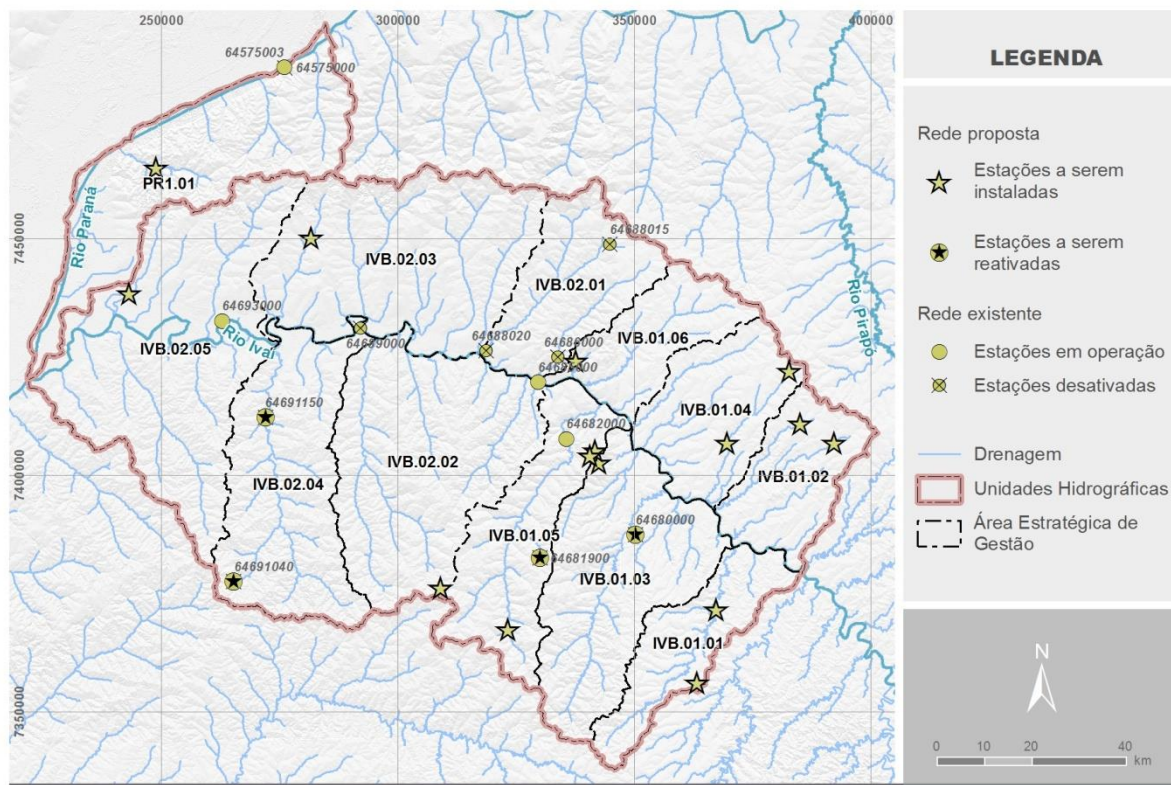 250000
300000
350000
400000
64575003
64575000
PR1.01
Rio Paraná
7450000
64688015
IVB.02.03
IVB.02.01
Rio Pirapó
64693000
Rio Ivaí
64689000
64688020
64686000
IVB.01.06
IVB.02.05
64691150
IVB.01.04
64682000
IVB.02.02
IVB.01.02
7400000
IVB.02.04
64680000
IVB.01.05
64681900
64691040
IVB.01.03
IVB.01.01
7350000
LEGENDA
Rede proposta
Estações a serem
instaladas
Estações a serem
reativadas
Rede existente
Estações em operação
Estações desativadas
Drenagem
Unidades Hidrográficas
Área Estratégica de
Gestão
N
0 10 20 40
km